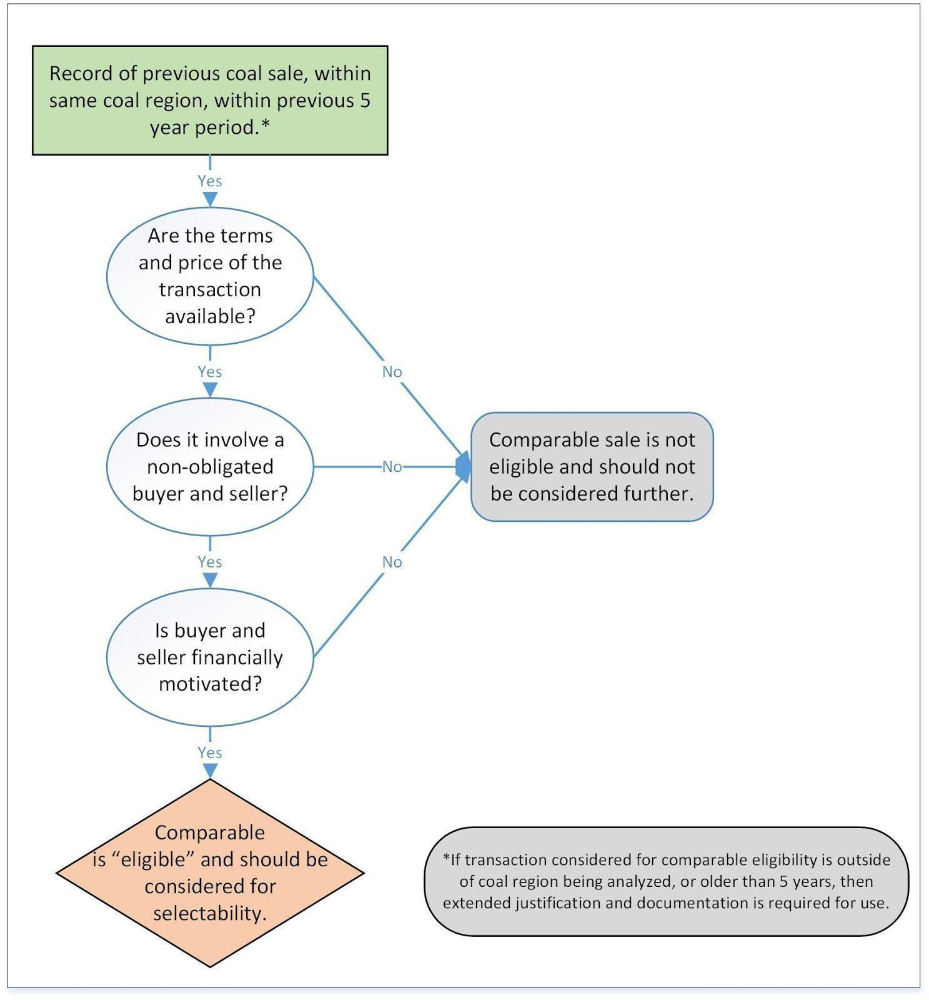 Record of previous coal sale, within
same coal region, within previous 5
year period.*
Yes
Are the terms
and price of the
transaction
available?
Yes
No
Does it involve a
non-obligated
buyer and seller?
No
Comparable sale is not
eligible and should not
be considered further.
Yes
No
Is buyer and
seller financially
motivated?
Yes
Comparable
is “eligible” and should be
considered for
selectability.
*If transaction considered for comparable eligibility is outside
of coal region being analyzed, or older than 5 years, then
extended justification and documentation is required for use.